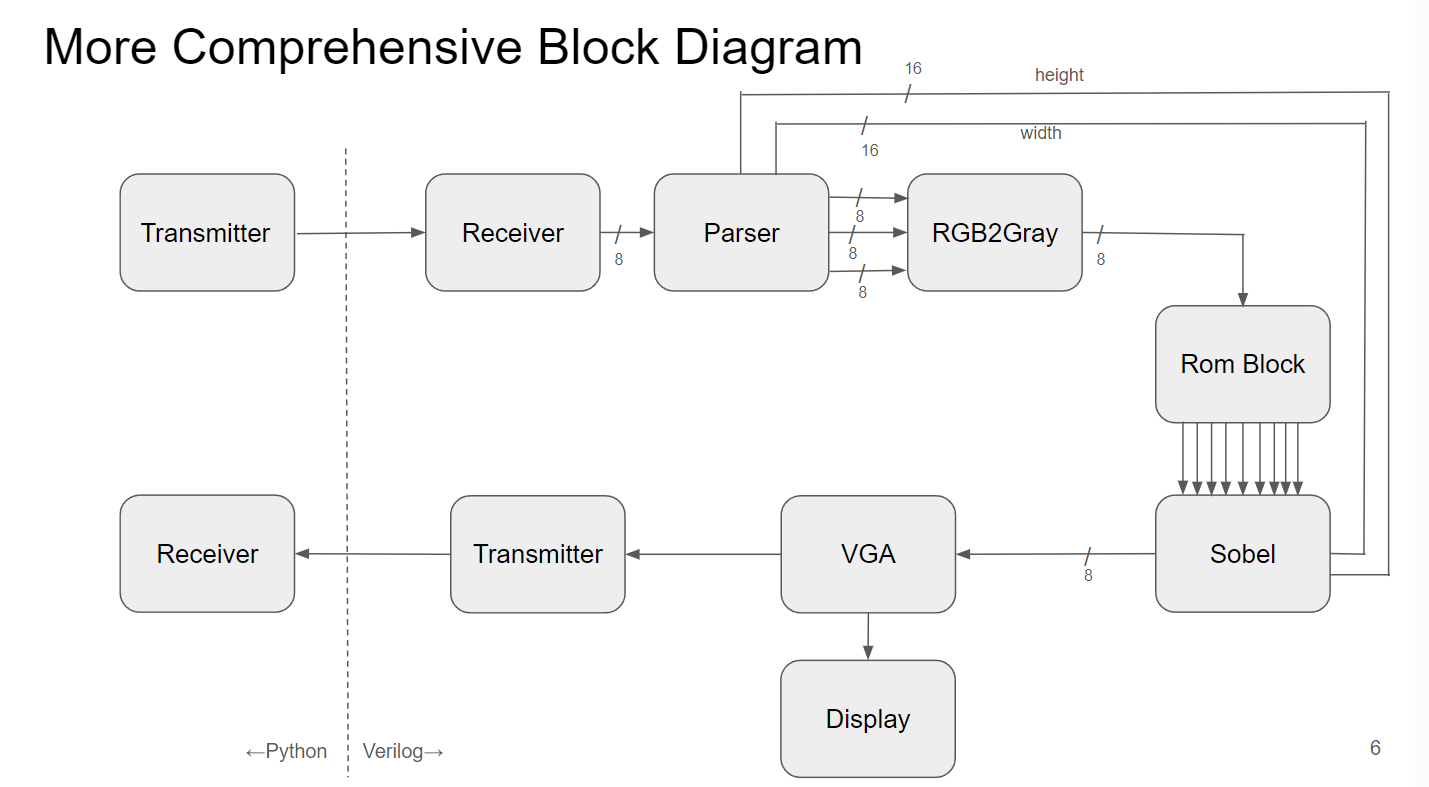 More Comprehensive Block Diagram
16
height
16
width
Transmitter
Receiver
8
Parser
8
8
8
RGB2Gray
8
Rom Block
Receiver
Transmitter
VGA
8
Sobel
Display
←Python
Verilog→
6